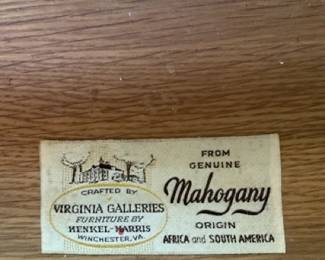 CRAFTED BY
VIRGINIA GALLERIES
FURNITURE BY
HENKEL-HARRIS
WINCHESTER, VA.
FROM
GENUINE
Mahogany
ORIGIN
AFRICA and SOUTH AMERICA